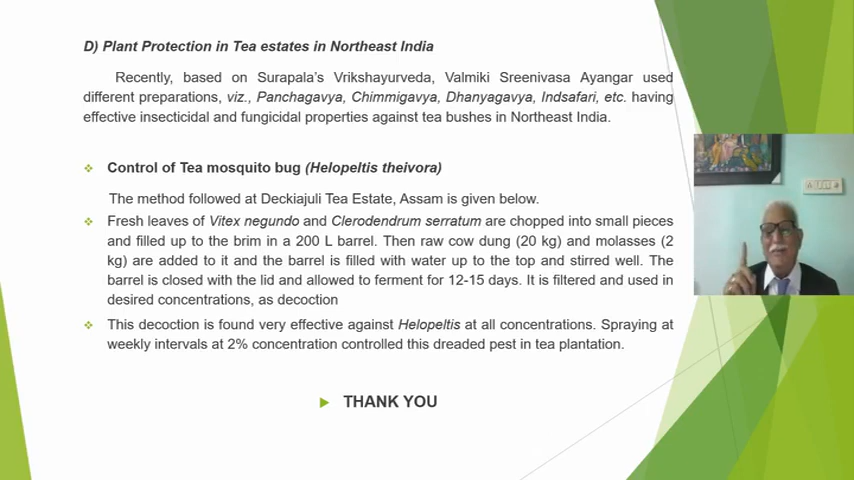 D) Plant Protection in Tea estates in Northeast India
Recently, based on Surapala's Vrikshayurveda, Valmiki Sreenivasa Ayangar used
different preparations, viz., Panchagavya, Chimmigavya, Dhanyagavya, Indsafari, etc. having
effective insecticidal and fungicidal properties against tea bushes in Northeast India.
Control of Tea mosquito bug (Helopeltis theivora)
The method followed at Deckiajuli Tea Estate, Assam is given below.
Fresh leaves of Vitex negundo and Clerodendrum serratum are chopped into small pieces
and filled up to the brim in a 200 L barrel. Then raw cow dung (20 kg) and molasses (2
kg) are added to it and the barrel is filled with water up to the top and stirred well. The
barrel is closed with the lid and allowed to ferment for 12-15 days. It is filtered and used in
desired concentrations, as decoction
This decoction is found very effective against Helopeltis at all concentrations. Spraying at
weekly intervals at 2% concentration controlled this dreaded pest in tea plantation.
THANK YOU